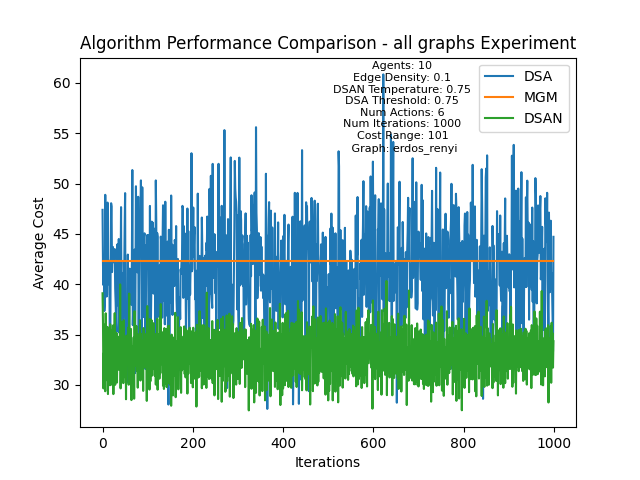 Algorithm Performance Comparison - all graphs Experiment
Agents: 10
Edge Density: 0.1
DSAN Temperature: 0.75
DSA Threshold: 0.75
Num Actions: 6
Num Iterations: 1000
Cost Range: 101
Graph: erdos_renyi
DSA
MGM
DSAN
Average Cost
60
55
50
45
40
35
30
0
200
400
600
800
1000
Iterations